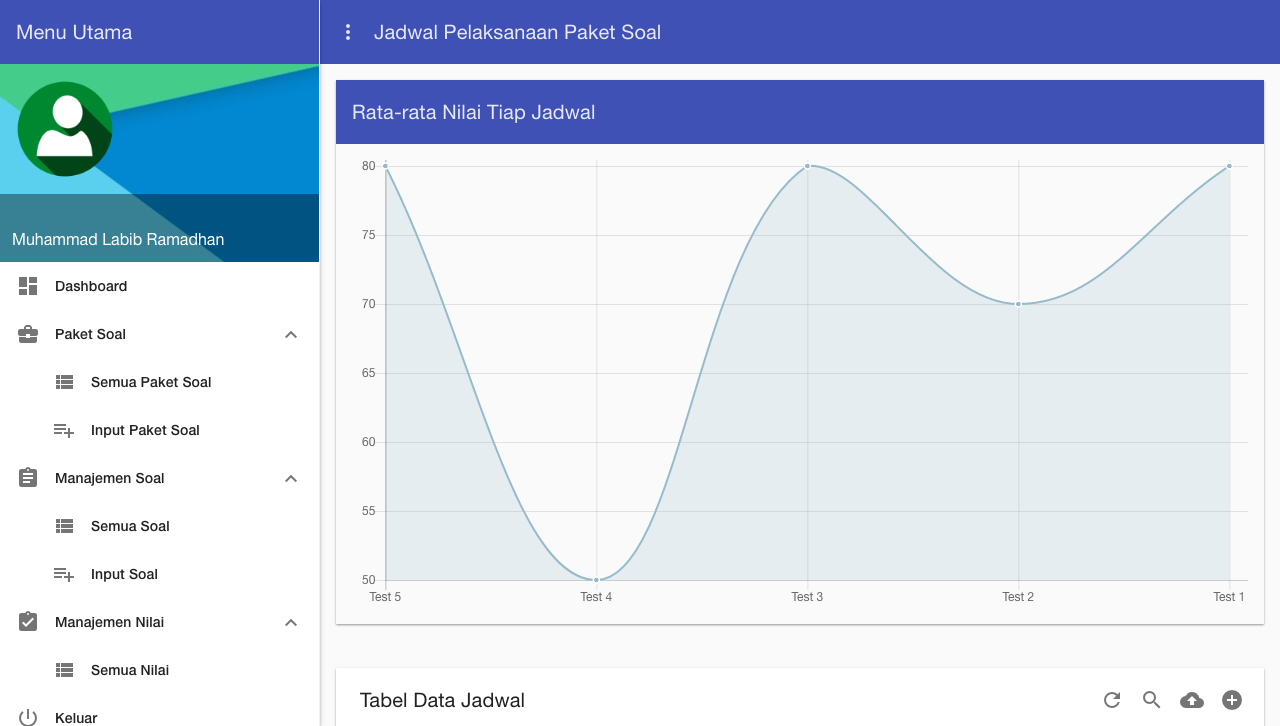 Menu Utama
Jadwal Pelaksanaan Paket Soal
Muhammad Labib Ramadhan
Dashboard
Paket Soal
Semua Paket Soal
Input Paket Soal
Manajemen Soal
Semua Soal
Input Soal
Manajemen Nilai
Semua Nilai
Keluar
Rata-rata Nilai Tiap Jadwal
80
75
70
65
60
55
50
Test 5 Test 4 Test 3 Test 2 Test 1
Tabel Data Jadwal